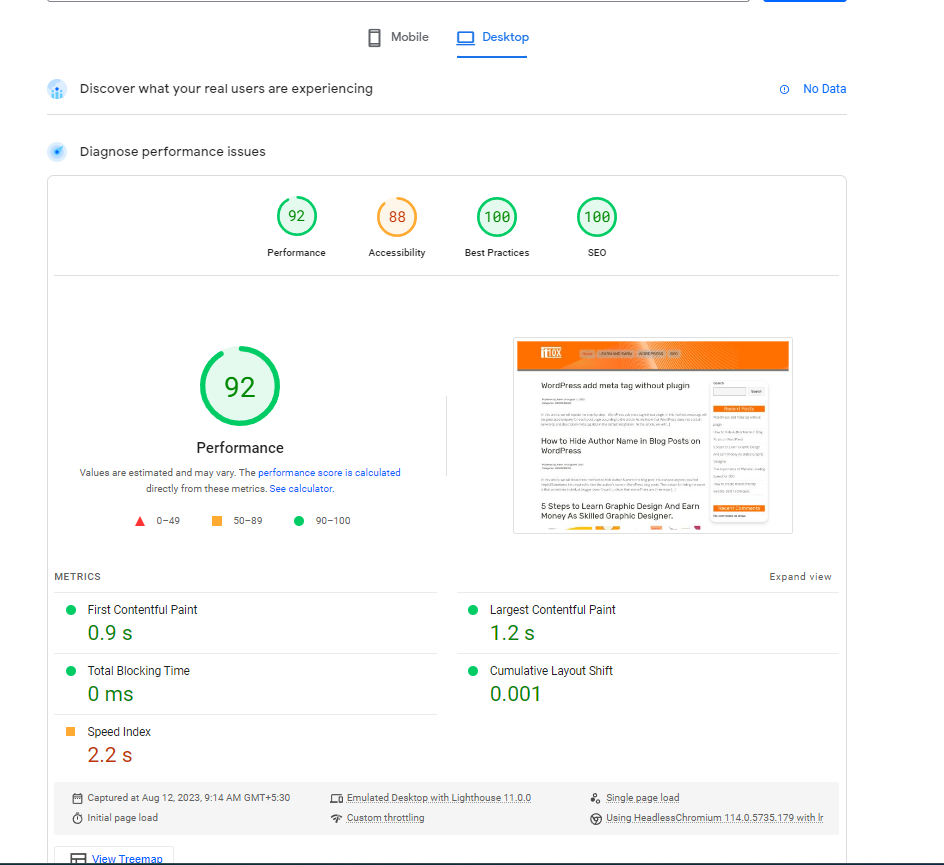 Mobile
Desktop
Discover what your real users are experiencing
No Data
Diagnose performance issues
92
88
100
100
Performance
Accessibility
Best Practices
SEO
92
Performance
Values are estimated and may vary. The performance score is calculated
directly from these metrics. See calculator.
0–49
50–89
90–100
WordPress add meta tag without plugin
How to Hide Author Name in Blog Posts on
WordPress
5 Steps to Learn Graphic Design And Earn
Money As Skilled Graphic Designer.
Search
Search
Recent Posts
Recent Comments
METRICS
Expand view
First Contentful Paint
0.9 s
Largest Contentful Paint
1.2 s
Total Blocking Time
0 ms
Cumulative Layout Shift
0.001
Speed Index
2.2 s
Captured at Aug 12, 2023, 9:14 AM GMT+5:30
Emulated Desktop with Lighthouse 11.0.0
Single page load
Initial page load
Custom throttling
Using HeadlessChromium 114.0.5735.179 with lr
View Treemap